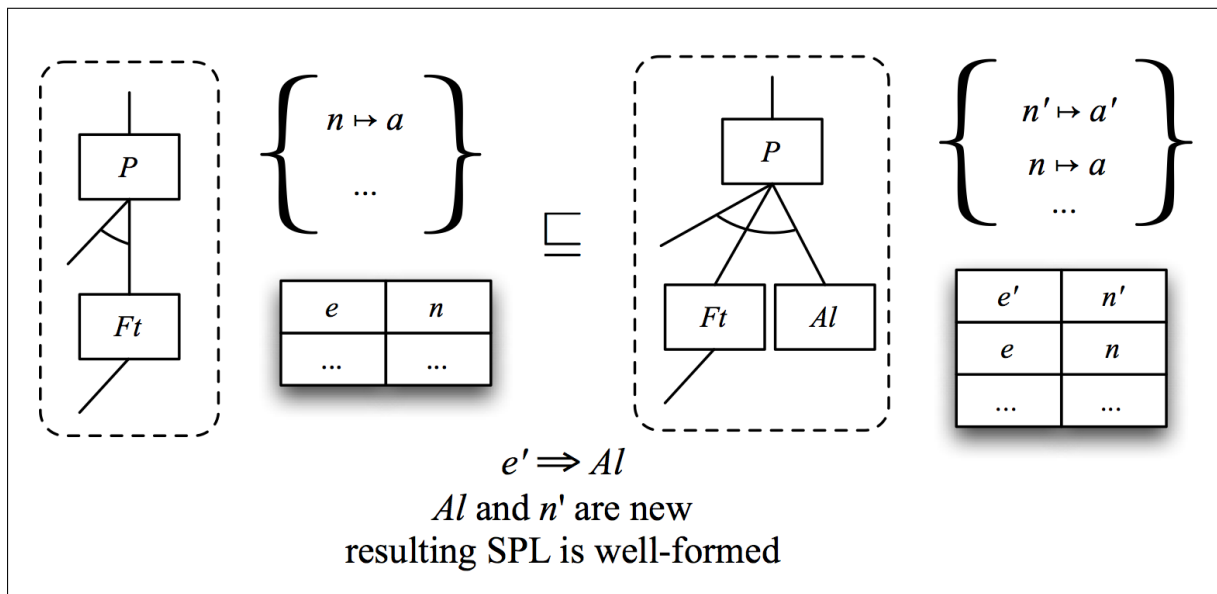 P
Ft
n ↦ a
...
e n
... ...
⊑
P
Ft Al
n' ↦ a'
n ↦ a
...
e' n'
e n
... ...
e' ⇒ Al
Al and n' are new
resulting SPL is well-formed